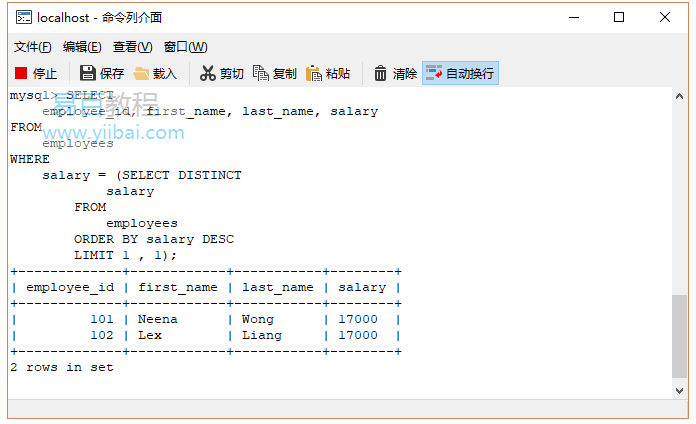 localhost - 命令列介面
文件(F) 编辑(E) 查看(V) 窗口(W)
停止 保存 载入 剪切 复制 粘贴 清除 自动换行
mysql> SELECT
易百教程
employee_id, first_name, last_name, salary
FROM
www.yiibai.com
employees
WHERE
salary = (SELECT DISTINCT
salary
FROM
employees
ORDER BY salary DESC
LIMIT 1 , 1);
+-------------+------------+-----------+--------+
| employee_id | first_name | last_name | salary |
+-------------+------------+-----------+--------+
|         101 | Neena      | Wong      | 17000  |
|         102 | Lex        | Liang     | 17000  |
+-------------+------------+-----------+--------+
2 rows in set